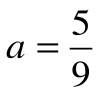 a = 5/9